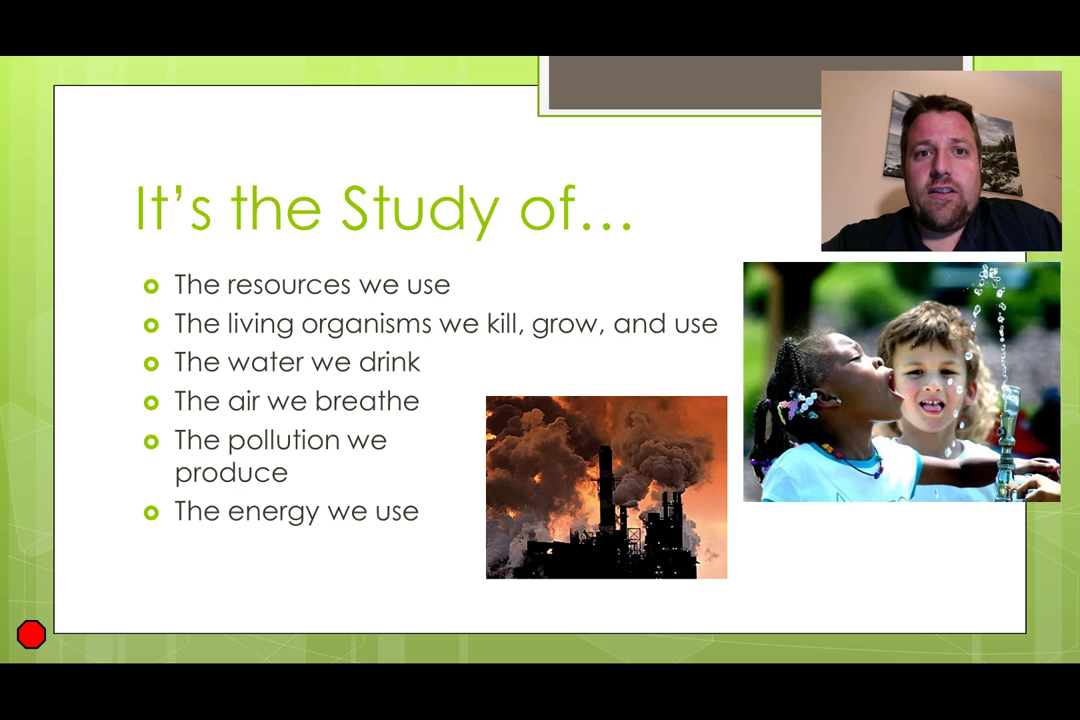 It’s the Study of…
The resources we use
The living organisms we kill, grow, and use
The water we drink
The air we breathe
The pollution we
produce
The energy we use